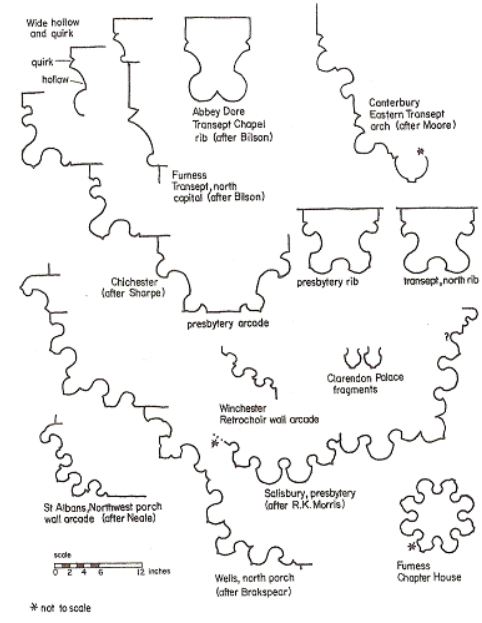 Wide hollow
and quirk
quirk
hollow
Abbey Dore
Transept Chapel
rib (after Bilson)
Canterbury
Eastern Transept
arch (after Moore)
*
Furness
Transept, north
capital (after Bilson)
Chichester
(after Sharpe)
presbytery rib
transept, north rib
presbytery arcade
?
Clarendon Palace
fragments
Winchester
Retrochoir wall arcade
*
St Albans, Northwest porch
wall arcade (after Neale)
Salisbury, presbytery
(after R.K. Morris)
*
Furness
Chapter House
scale
0 2 4 6 12 inches
Wells, north porch
(after Brakspear)
* not to scale